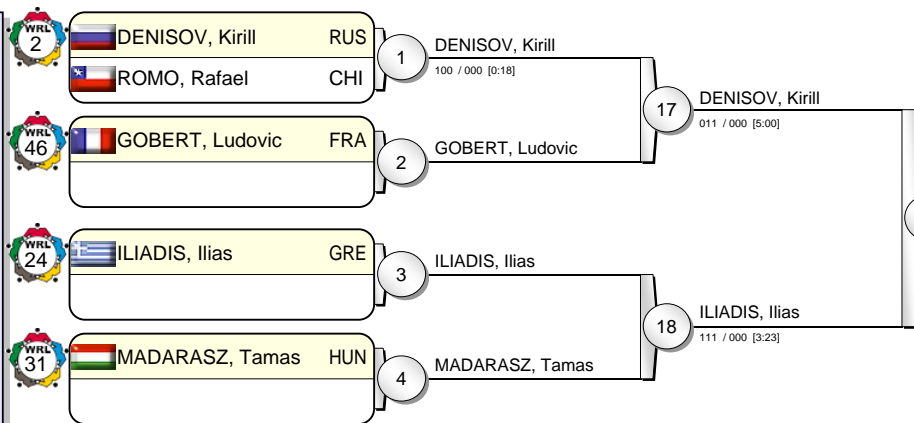 WRL
2
DENISOV, Kirill RUS
ROMO, Rafael CHI
1
DENISOV, Kirill
100 / 000 [0:18]
WRL
46
GOBERT, Ludovic FRA
2
GOBERT, Ludovic
17
DENISOV, Kirill
011 / 000 [5:00]
WRL
24
ILIADIS, Ilias GRE
3
ILIADIS, Ilias
WRL
31
MADARASZ, Tamas HUN
4
MADARASZ, Tamas
18
ILIADIS, Ilias
111 / 000 [3:23]